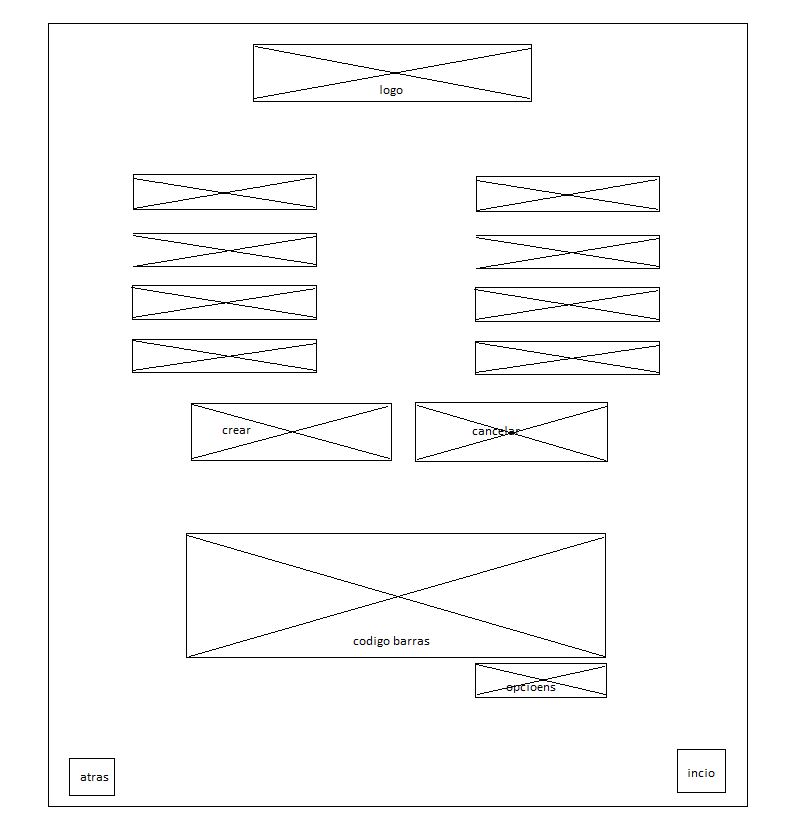 logo
crear
cancelar
codigo barras
opcioens
atras
incio